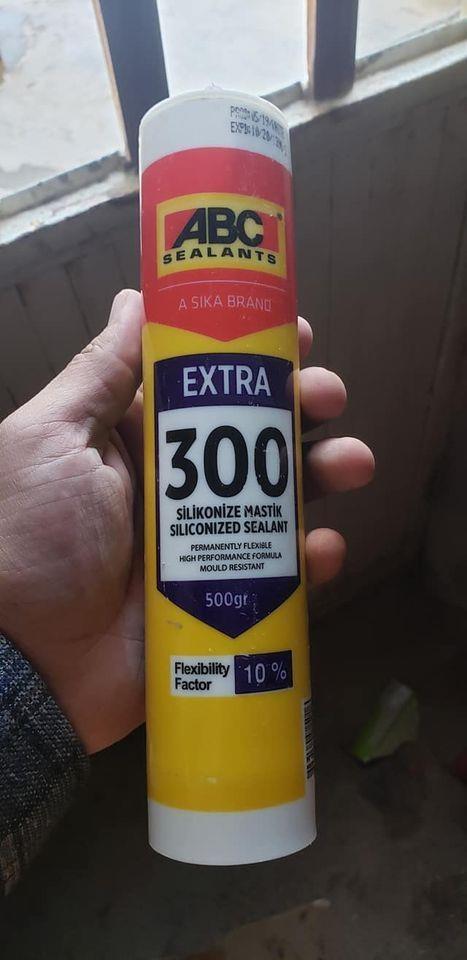 ABC
SEALANTS
A SIKA BRAND
EXTRA
300
SİLİKONİZE MASTİK
SILICONIZED SEALANT
PERMANENTLY FLEXIBLE
HIGH PERFORMANCE FORMULA
MOULD RESISTANT
500gr
Flexibility
Factor
10 %